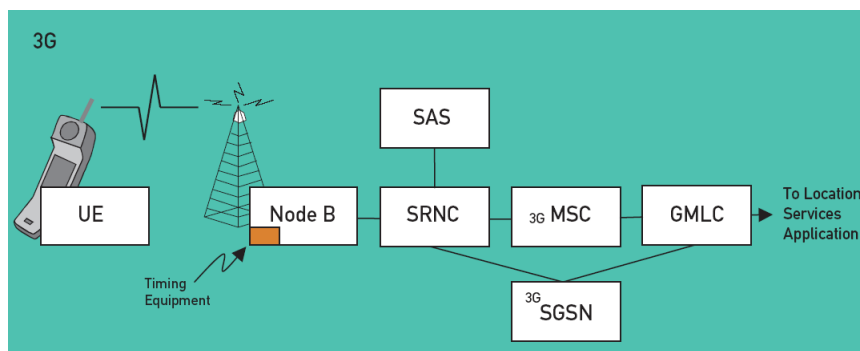 3G
SAS
UE
Node B
SRNC
3G MSC
GMLC
To Location
Services
Application
Timing
Equipment
3G
SGSN